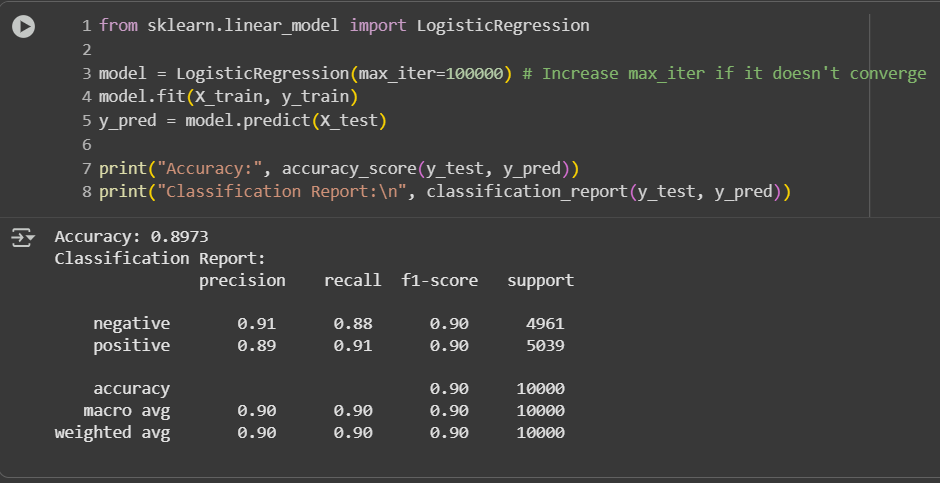 1 from sklearn.linear_model import LogisticRegression
2
3 model = LogisticRegression(max_iter=100000) # Increase max_iter if it doesn't converge
4 model.fit(X_train, y_train)
5 y_pred = model.predict(X_test)
6
7 print("Accuracy:", accuracy_score(y_test, y_pred))
8 print("Classification Report:\n", classification_report(y_test, y_pred))
Accuracy: 0.8973
Classification Report:
precision recall f1-score support
negative 0.91 0.88 0.90 4961
positive 0.89 0.91 0.90 5039
accuracy 0.90 10000
macro avg 0.90 0.90 0.90 10000
weighted avg 0.90 0.90 0.90 10000